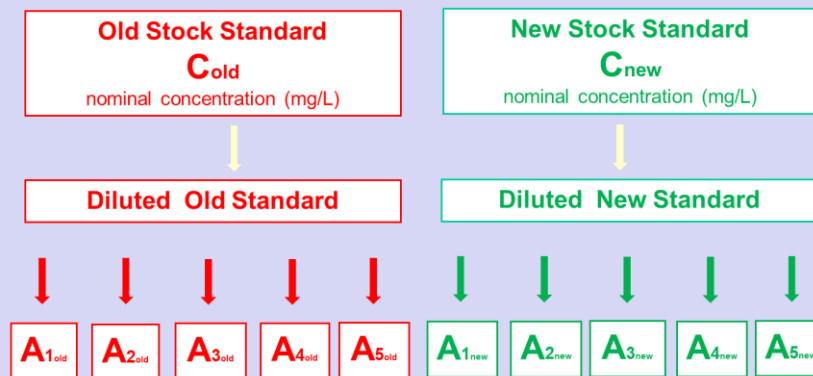 Old Stock Standard
Cold
nominal concentration (mg/L)
New Stock Standard
Cnew
nominal concentration (mg/L)
Diluted Old Standard
Diluted New Standard
A1old
A2old
A3old
A4old
A5old
A1new
A2new
A3new
A4new
A5new